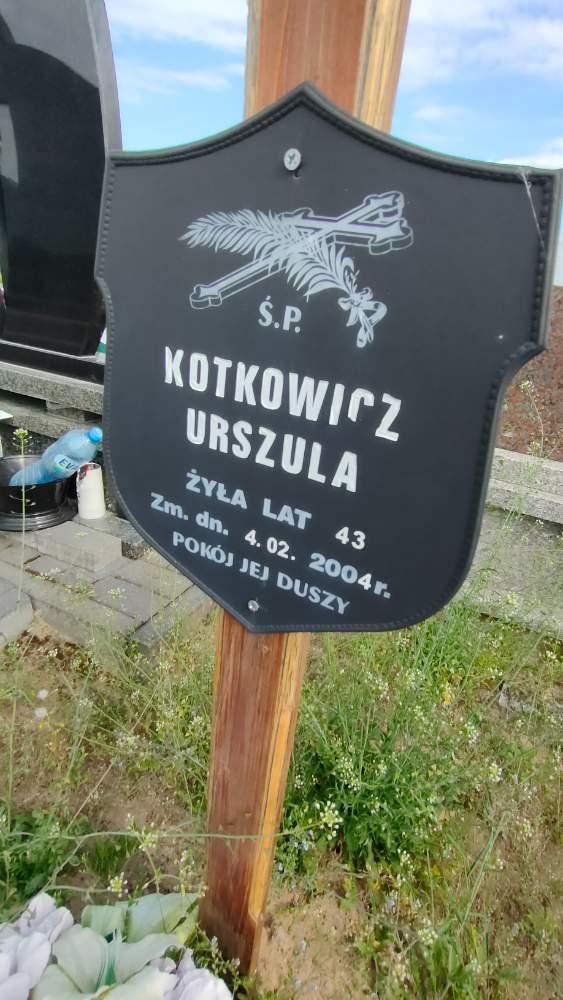 Ś.P.
KOTKOWICZ
URSZULA
ŻYŁA LAT 43
Zm. dn. 4.02. 2004r.
POKÓJ JEJ DUSZY